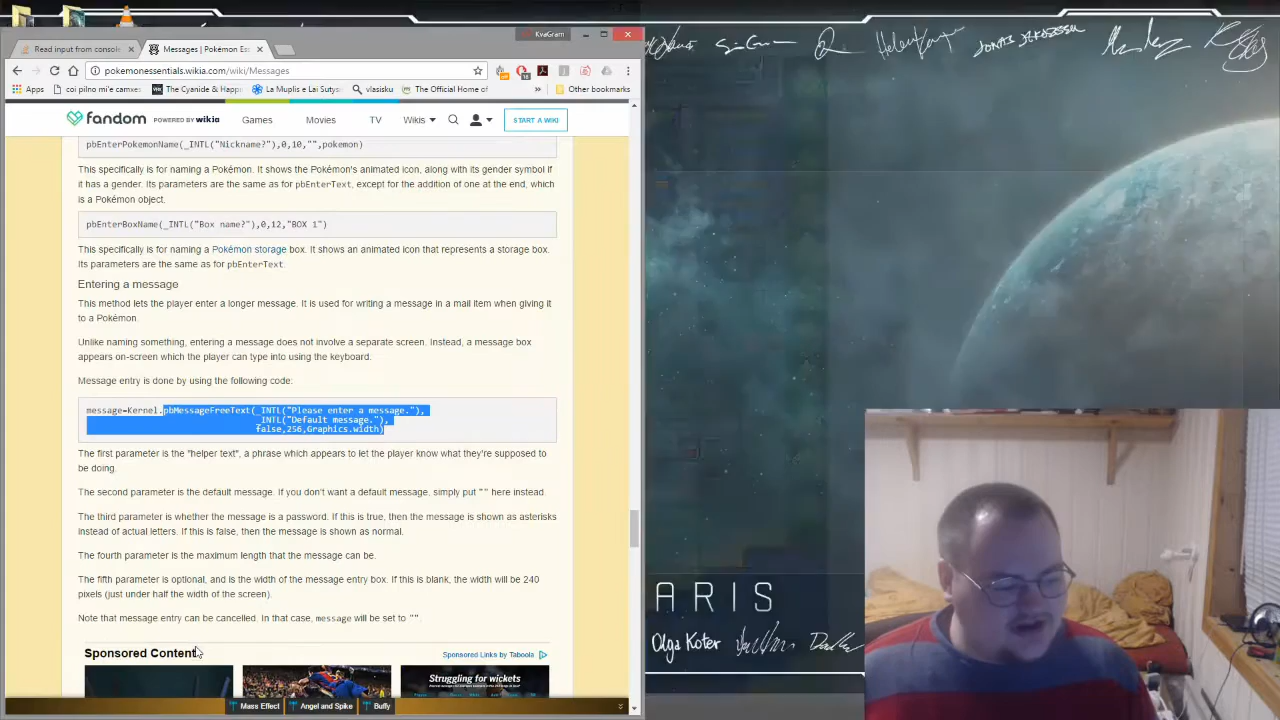 KvaGram
Read input from console
Messages | Pokémon Es
pokemonessentials.wikia.com/wiki/Messages
Apps
coi pilno mi'e camxes
The Cyanide & Happi
La Muplis e Lai Sutys
vlasisku
The Official Home of
Other bookmarks
fandom
POWERED BY wikia
Games
Movies
TV
Wikis
START A WIKI
pbEnterPokemonName(_INTL("Nickname?"),0,10,"",pokemon)
This specifically is for naming a Pokémon. It shows the Pokémon's animated icon, along with its gender symbol if
it has a gender. Its parameters are the same as for pbEnterText, except for the addition of one at the end, which
is a Pokémon object.
pbEnterBoxName(_INTL("Box name?"),0,12,"BOX 1")
This specifically is for naming a Pokémon storage box. It shows an animated icon that represents a storage box.
Its parameters are the same as for pbEnterText.
Entering a message
This method lets the player enter a longer message. It is used for writing a message in a mail item when giving it
to a Pokémon.
Unlike naming something, entering a message does not involve a separate screen. Instead, a message box
appears on-screen which the player can type into using the keyboard.
Message entry is done by using the following code:
message=Kernel.pbMessageFreeText(_INTL("Please enter a message."),
_INTL("Default message."),
false,256,Graphics.width)
The first parameter is the "helper text", a phrase which appears to let the player know what they're supposed to
be doing.
The second parameter is the default message. If you don't want a default message, simply put "" here instead.
The third parameter is whether the message is a password. If this is true, then the message is shown as asterisks
instead of actual letters. If this is false, then the message is shown as normal.
The fourth parameter is the maximum length that the message can be.
The fifth parameter is optional, and is the width of the message entry box. If this is blank, the width will be 240
pixels (just under half the width of the screen).
Note that message entry can be cancelled. In that case, message will be set to "".
Sponsored Content
Sponsored Links by Taboola
Struggling for wickets
Mass Effect
Angel and Spike
Buffy
ARIS
Olga Koter